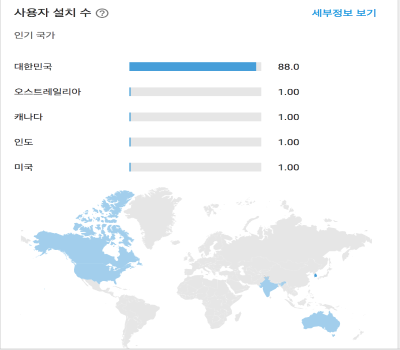 사용자 설치 수 ?
세부정보 보기
인기 국가
대한민국 88.0
오스트레일리아 1.00
캐나다 1.00
인도 1.00
미국 1.00